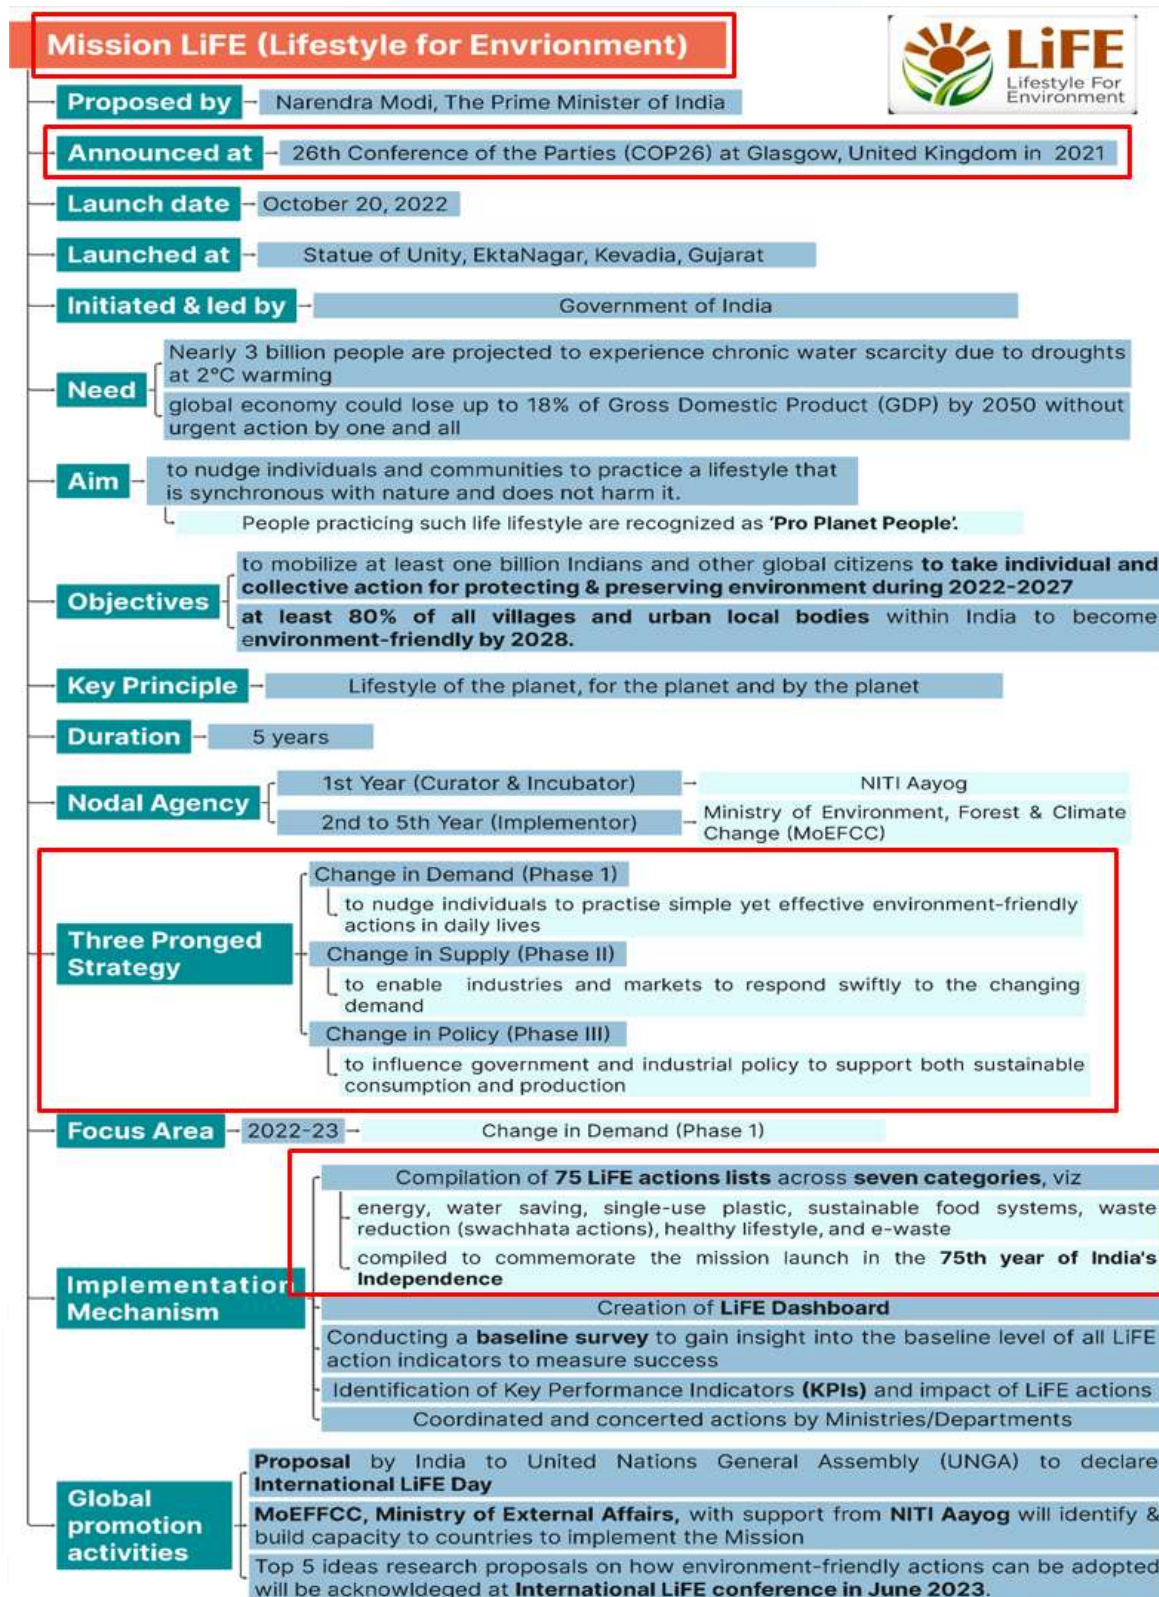 Mission LiFE (Lifestyle for Envrionment)
LiFE
Lifestyle For
Environment
Proposed by
Narendra Modi, The Prime Minister of India
Announced at
26th Conference of the Parties (COP26) at Glasgow, United Kingdom in 2021
Launch date
October 20, 2022
Launched at
Statue of Unity, EktaNagar, Kevadia, Gujarat
Initiated & led by
Government of India
Need
Nearly 3 billion people are projected to experience chronic water scarcity due to droughts
at 2°C warming
global economy could lose up to 18% of Gross Domestic Product (GDP) by 2050 without
urgent action by one and all
Aim
to nudge individuals and communities to practice a lifestyle that
is synchronous with nature and does not harm it.
People practicing such life lifestyle are recognized as 'Pro Planet People'.
Objectives
to mobilize at least one billion Indians and other global citizens to take individual and
collective action for protecting & preserving environment during 2022-2027
at least 80% of all villages and urban local bodies within India to become
environment-friendly by 2028.
Key Principle
Lifestyle of the planet, for the planet and by the planet
Duration
5 years
Nodal Agency
1st Year (Curator & Incubator)
NITI Aayog
2nd to 5th Year (Implementor)
Ministry of Environment, Forest & Climate
Change (MoEFCC)
Three Pronged
Strategy
Change in Demand (Phase 1)
to nudge individuals to practise simple yet effective environment-friendly
actions in daily lives
Change in Supply (Phase II)
to enable industries and markets to respond swiftly to the changing
demand
Change in Policy (Phase III)
to influence government and industrial policy to support both sustainable
consumption and production
Focus Area
2022-23
Change in Demand (Phase 1)
Implementation
Mechanism
Compilation of 75 LiFE actions lists across seven categories, viz
energy, water saving, single-use plastic, sustainable food systems, waste
reduction (swachhata actions), healthy lifestyle, and e-waste
compiled to commemorate the mission launch in the 75th year of India's
Independence
Creation of LiFE Dashboard
Conducting a baseline survey to gain insight into the baseline level of all LiFE
action indicators to measure success
Identification of Key Performance Indicators (KPIs) and impact of LiFE actions
Coordinated and concerted actions by Ministries/Departments
Global
promotion
activities
Proposal by India to United Nations General Assembly (UNGA) to declare
International LiFE Day
MoEFFCC, Ministry of External Affairs, with support from NITI Aayog will identify &
build capacity to countries to implement the Mission
Top 5 ideas research proposals on how environment-friendly actions can be adopted
will be acknowldeged at International LiFE conference in June 2023.